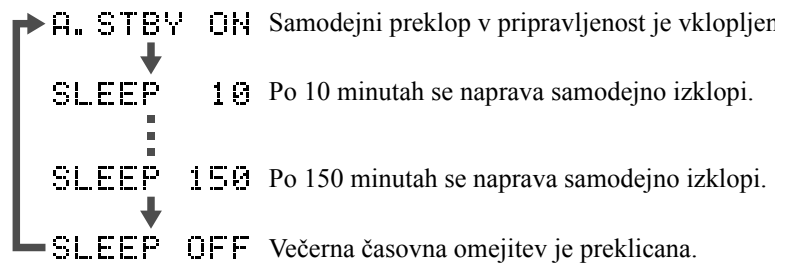 A. STBY ON Samodejni preklop v pripravljenost je vklopljen
SLEEP 10 Po 10 minutah se naprava samodejno izklopi.
SLEEP 150 Po 150 minutah se naprava samodejno izklopi.
SLEEP OFF Večerna časovna omejitev je preklicana.